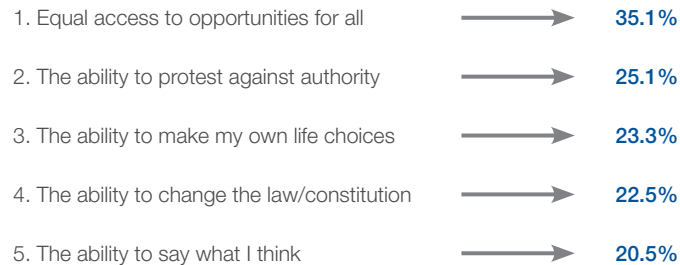 1. Equal access to opportunities for all 35.1%
2. The ability to protest against authority 25.1%
3. The ability to make my own life choices 23.3%
4. The ability to change the law/constitution 22.5%
5. The ability to say what I think 20.5%